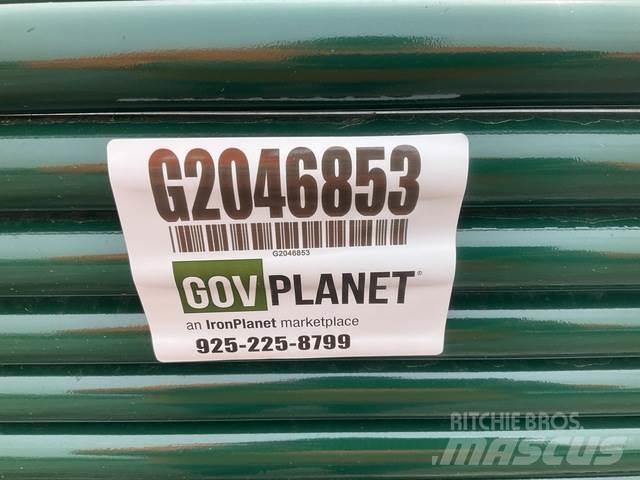 G2046853
G2046853
GOV PLANET®
an IronPlanet marketplace
925-225-8799
RITCHIE BROS.
MASCUS